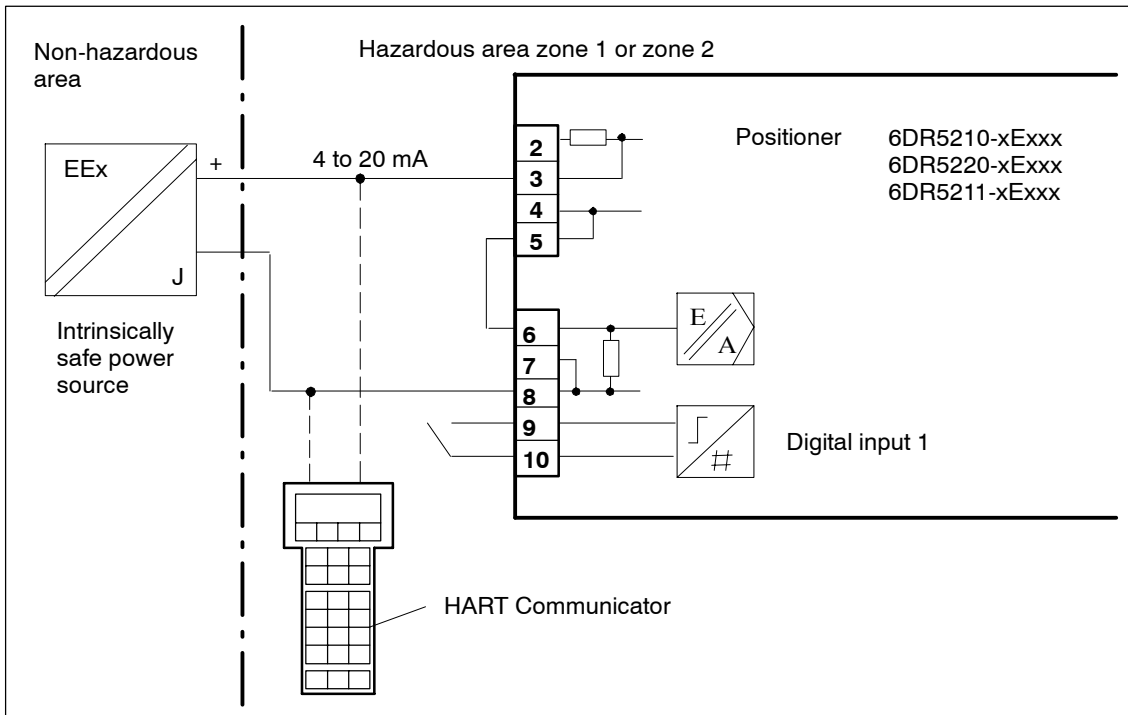 Non-hazardous
area
Hazardous area zone 1 or zone 2
EEx
J
+
4 to 20 mA
Intrinsically
safe power
source
2
3
4
5
6
7
8
9
10
Positioner
6DR5210-xExxx
6DR5220-xExxx
6DR5211-xExxx
E
A
#
Digital input 1
HART Communicator